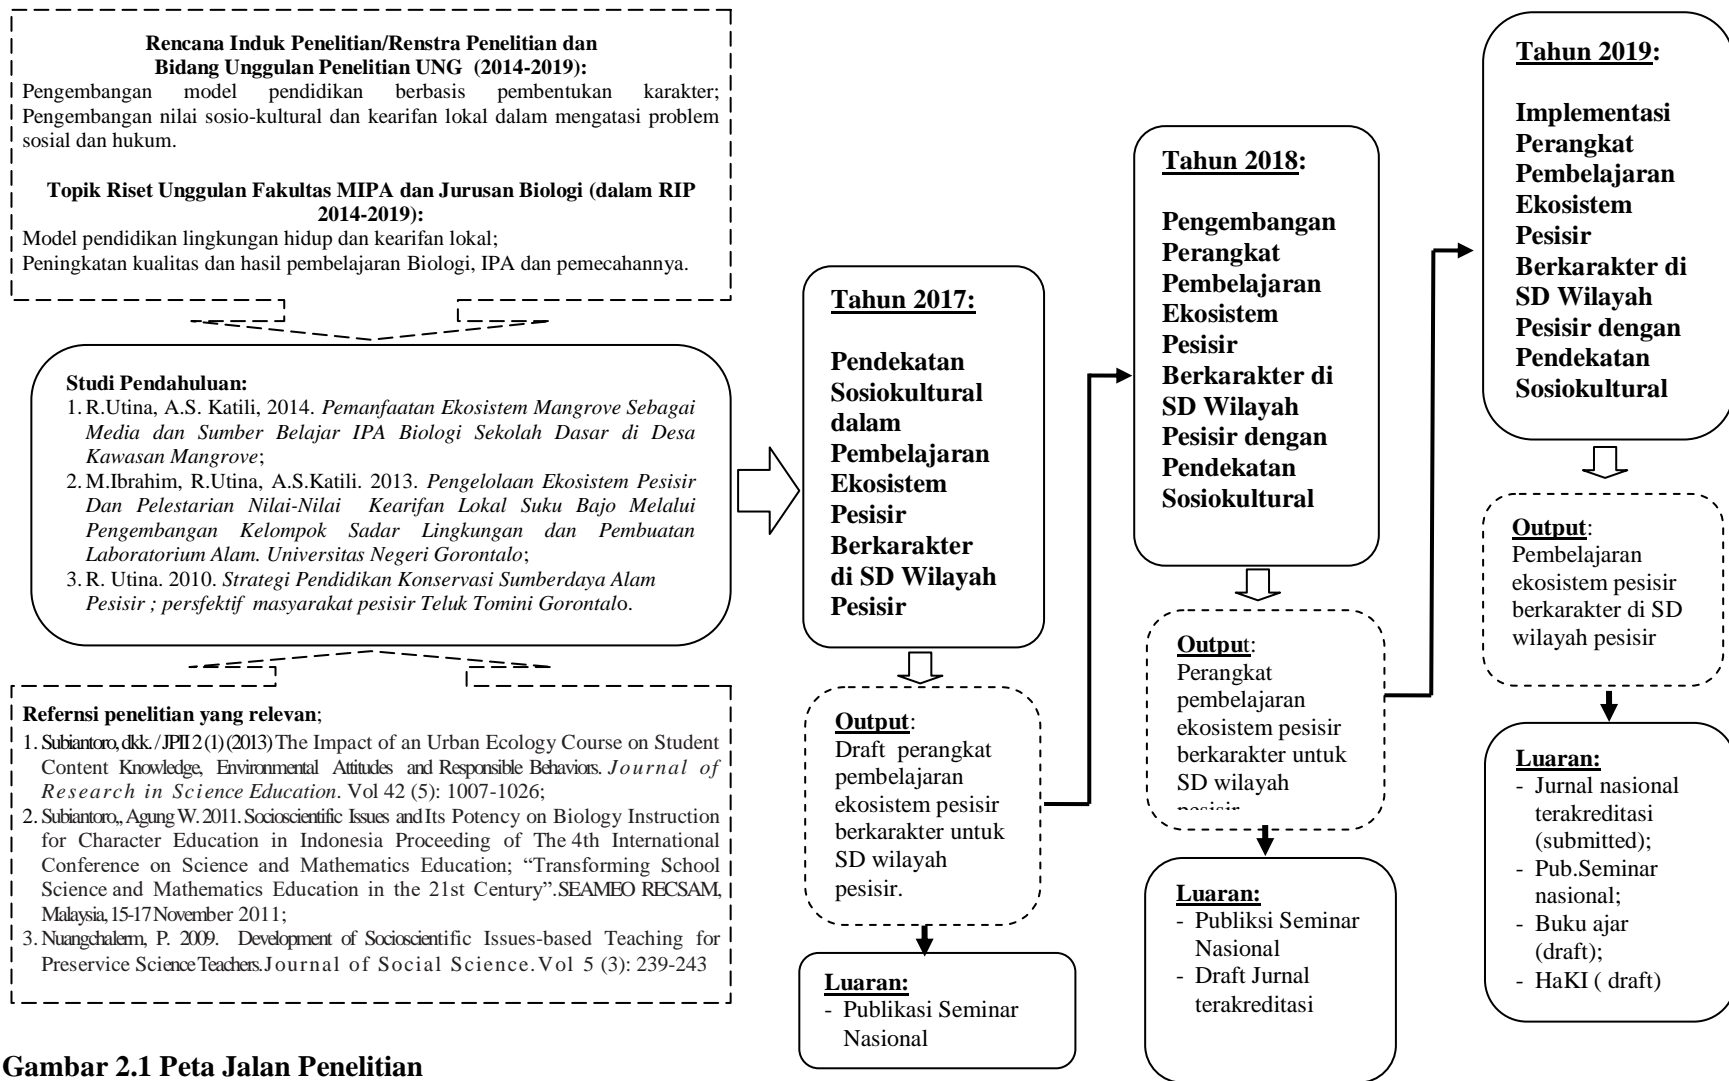 Rencana Induk Penelitian/Renstra Penelitian dan
Bidang Unggulan Penelitian UNG (2014-2019):
Pengembangan model pendidikan berbasis pembentukan karakter;
Pengembangan nilai sosio-kultural dan kearifan lokal dalam mengatasi problem
sosial dan hukum.
Topik Riset Unggulan Fakultas MIPA dan Jurusan Biologi (dalam RIP
2014-2019):
Model pendidikan lingkungan hidup dan kearifan lokal;
Peningkatan kualitas dan hasil pembelajaran Biologi, IPA dan pemecahannya.
Studi Pendahuluan:
1. R.Utina, A.S. Katili, 2014. Pemanfaatan Ekosistem Mangrove Sebagai
Media dan Sumber Belajar IPA Biologi Sekolah Dasar di Desa
Kawasan Mangrove;
2. M.Ibrahim, R.Utina, A.S.Katili. 2013. Pengelolaan Ekosistem Pesisir
Dan Pelestarian Nilai-Nilai Kearifan Lokal Suku Bajo Melalui
Pengembangan Kelompok Sadar Lingkungan dan Pembuatan
Laboratorium Alam. Universitas Negeri Gorontalo;
3. R. Utina. 2010. Strategi Pendidikan Konservasi Sumberdaya Alam
Pesisir ; persfektif masyarakat pesisir Teluk Tomini Gorontalo.
Refernsi penelitian yang relevan;
1. Subiantoro, dkk. / JPII 2 (1) (2013) The Impact of an Urban Ecology Course on Student
Content Knowledge, Environmental Attitudes and Responsible Behaviors. Journal of
Research in Science Education. Vol 42 (5): 1007-1026;
2. Subiantoro,, Agung W. 2011. Socioscientific Issues and Its Potency on Biology Instruction
for Character Education in Indonesia Proceeding of The 4th International
Conference on Science and Mathematics Education; “Transforming School
Science and Mathematics Education in the 21st Century”. SEAMEO RECSAM,
Malaysia, 15-17 November 2011;
3. Nuangchalerm, P. 2009. Development of Socioscientific Issues-based Teaching for
Preservice Science Teachers. Journal of Social Science. Vol 5 (3): 239-243
Tahun 2017:
Pendekatan
Sosiokultural
dalam
Pembelajaran
Ekosistem
Pesisir
Berkarakter
di SD Wilayah
Pesisir
Output:
Draft perangkat
pembelajaran
ekosistem pesisir
berkarakter untuk
SD wilayah
pesisir.
Luaran:
- Publikasi Seminar
Nasional
Tahun 2018:
Pengembangan
Perangkat
Pembelajaran
Ekosistem
Pesisir
Berkarakter di
SD Wilayah
Pesisir dengan
Pendekatan
Sosiokultural
Output:
Perangkat
pembelajaran
ekosistem pesisir
berkarakter untuk
SD wilayah
pesisir
Luaran:
- Publiksi Seminar
Nasional
- Draft Jurnal
terakreditasi
Tahun 2019:
Implementasi
Perangkat
Pembelajaran
Ekosistem
Pesisir
Berkarakter di
SD Wilayah
Pesisir dengan
Pendekatan
Sosiokultural
Output:
Pembelajaran
ekosistem pesisir
berkarakter di SD
wilayah pesisir
Luaran:
- Jurnal nasional
terakreditasi
(submitted);
- Pub.Seminar
nasional;
- Buku ajar
(draft);
- HaKI ( draft)
Gambar 2.1 Peta Jalan Penelitian